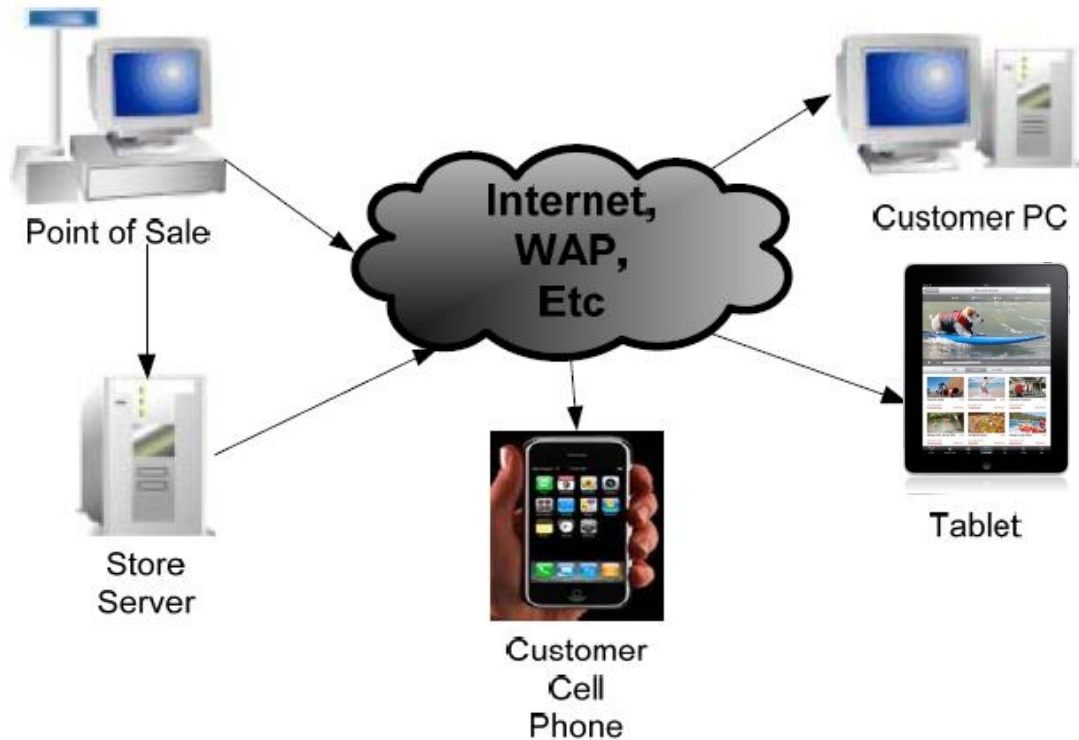 Point of Sale
Internet,
WAP,
Etc
Customer PC
Store
Server
Customer
Cell
Phone
Tablet